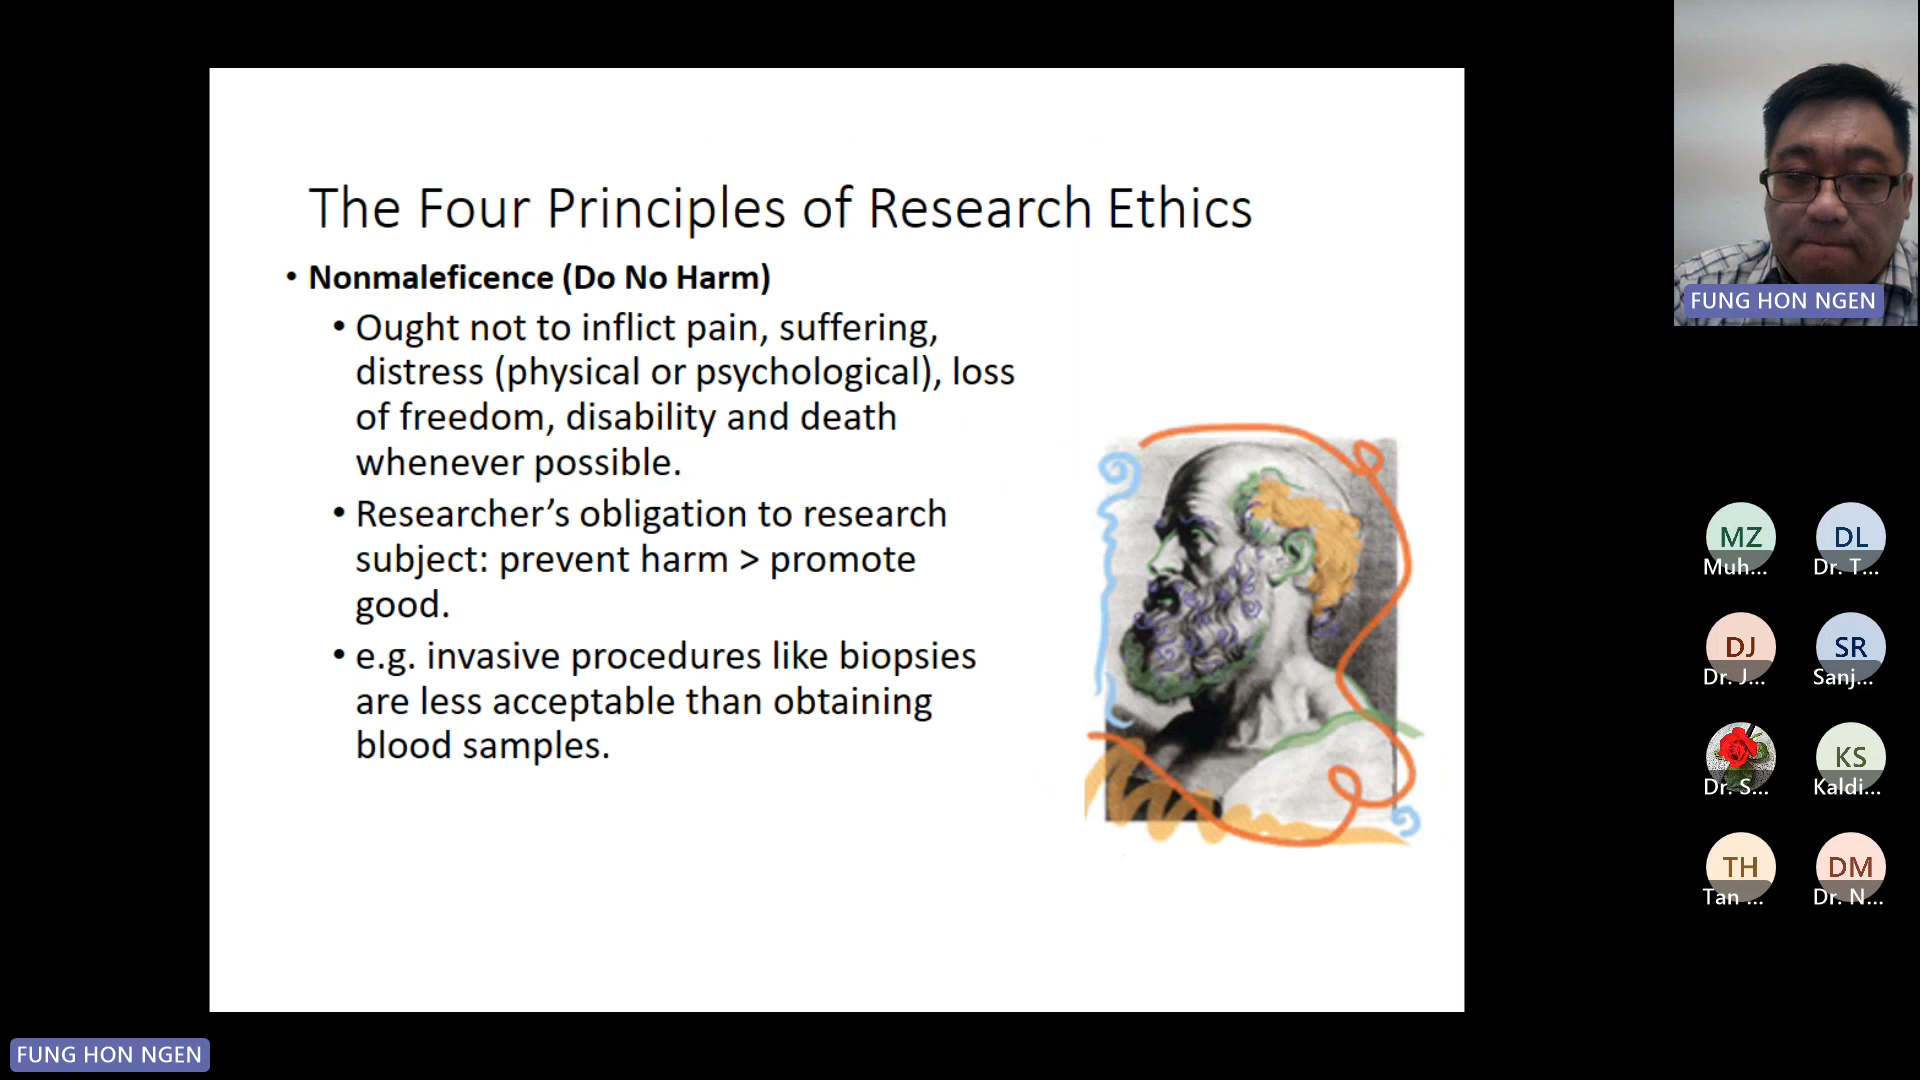 The Four Principles of Research Ethics
• Nonmaleficence (Do No Harm)
• Ought not to inflict pain, suffering,
distress (physical or psychological), loss
of freedom, disability and death
whenever possible.
• Researcher’s obligation to research
subject: prevent harm > promote
good.
• e.g. invasive procedures like biopsies
are less acceptable than obtaining
blood samples.
FUNG HON NGEN
MZ
Muh...
DL
Dr. T...
DJ
Dr. J...
SR
Sanj...
Dr. S...
KS
Kaldi...
TH
Tan ...
DM
Dr. N...
FUNG HON NGEN